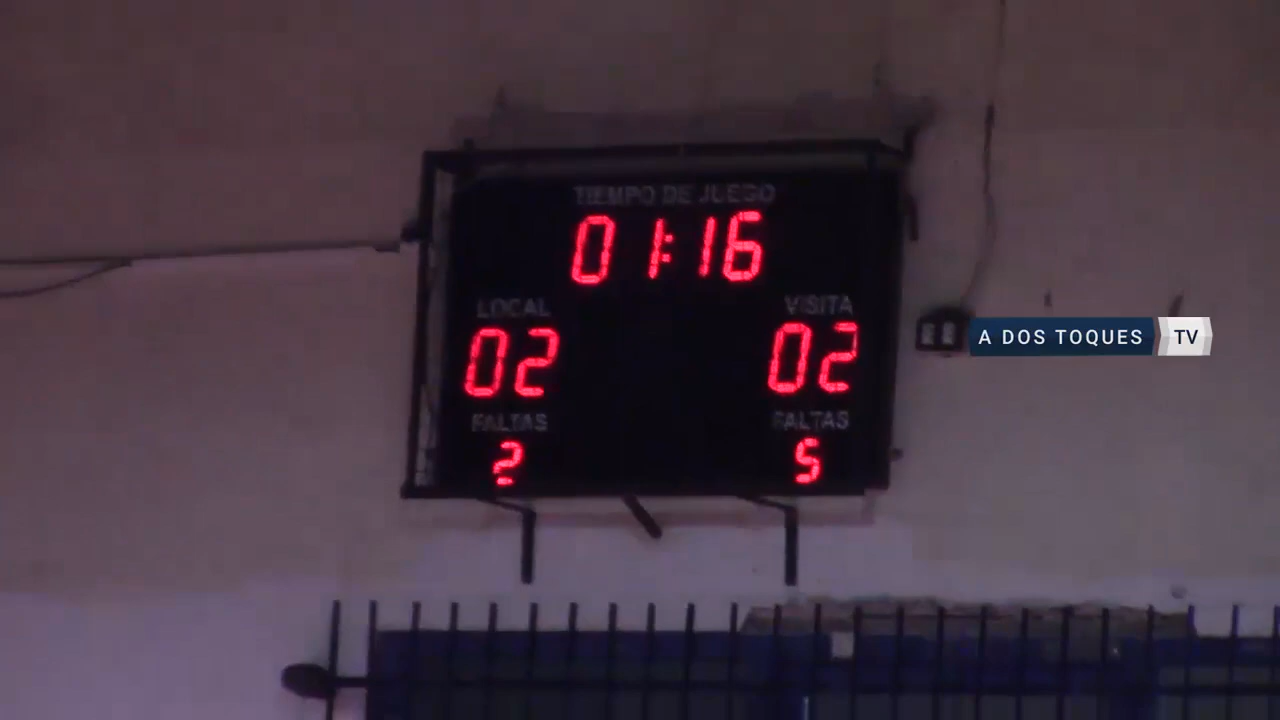 TIEMPO DE JUEGO
01:16
LOCAL VISITA
02 02
FALTAS FALTAS
2 5
A DOS TOQUES TV